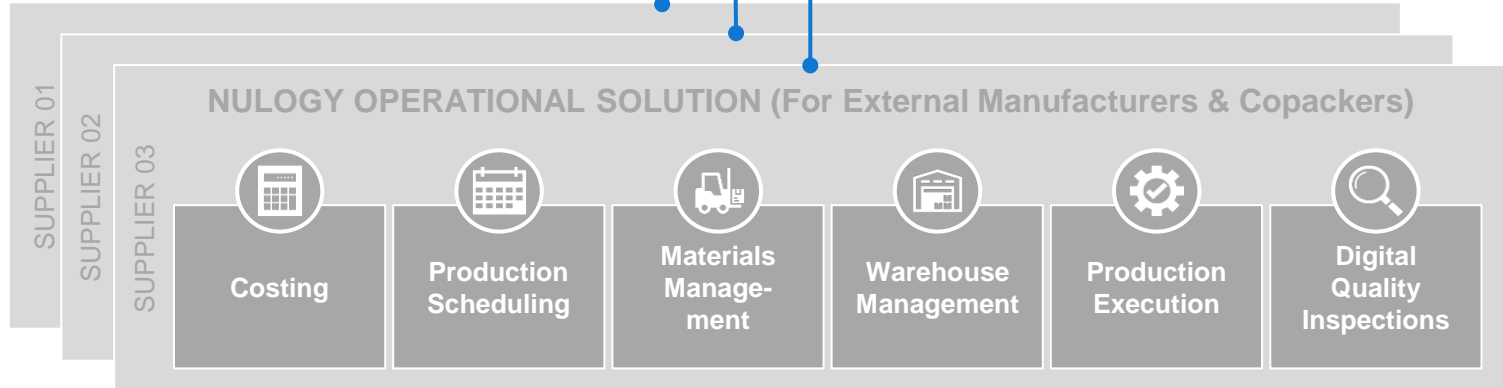 SUPPLIER 01
SUPPLIER 02
SUPPLIER 03
NULOGY OPERATIONAL SOLUTION (For External Manufacturers & Copackers)
Costing
Production
Scheduling
Materials
Manage-
ment
Warehouse
Management
Production
Execution
Digital
Quality
Inspections